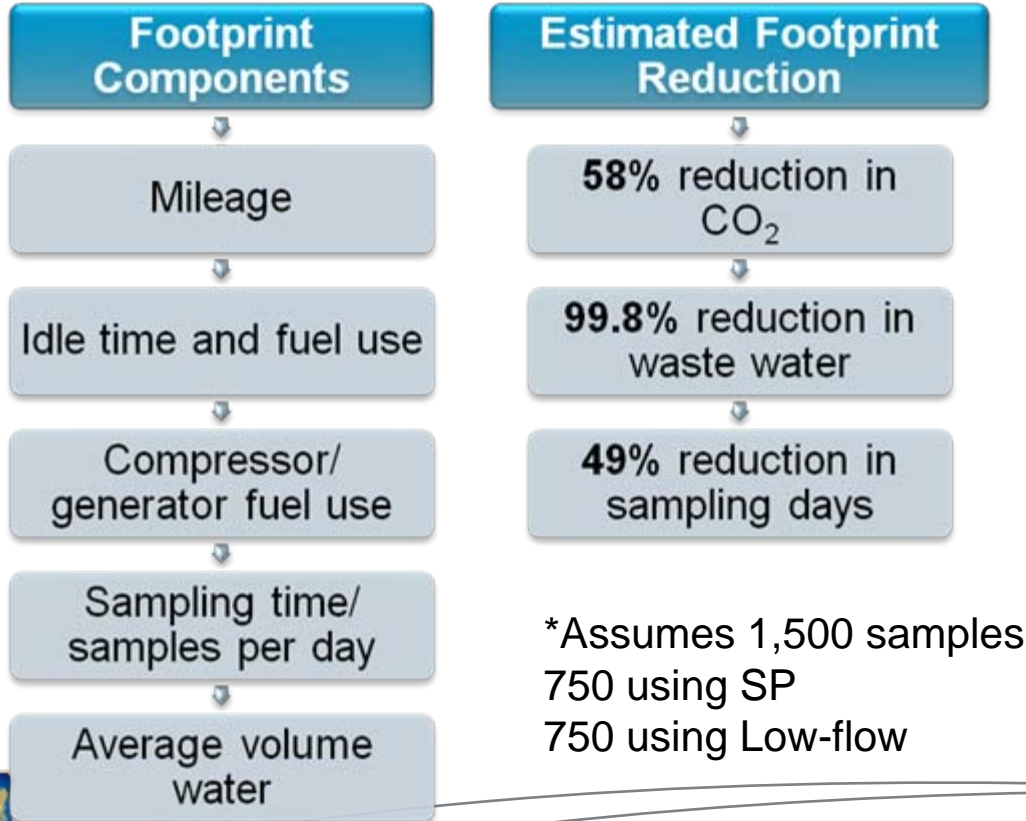 Footprint
Components
Mileage
Idle time and fuel use
Compressor/
generator fuel use
Sampling time/
samples per day
Average volume
water
Estimated Footprint
Reduction
58% reduction in
CO₂
99.8% reduction in
waste water
49% reduction in
sampling days
*Assumes 1,500 samples
750 using SP
750 using Low-flow